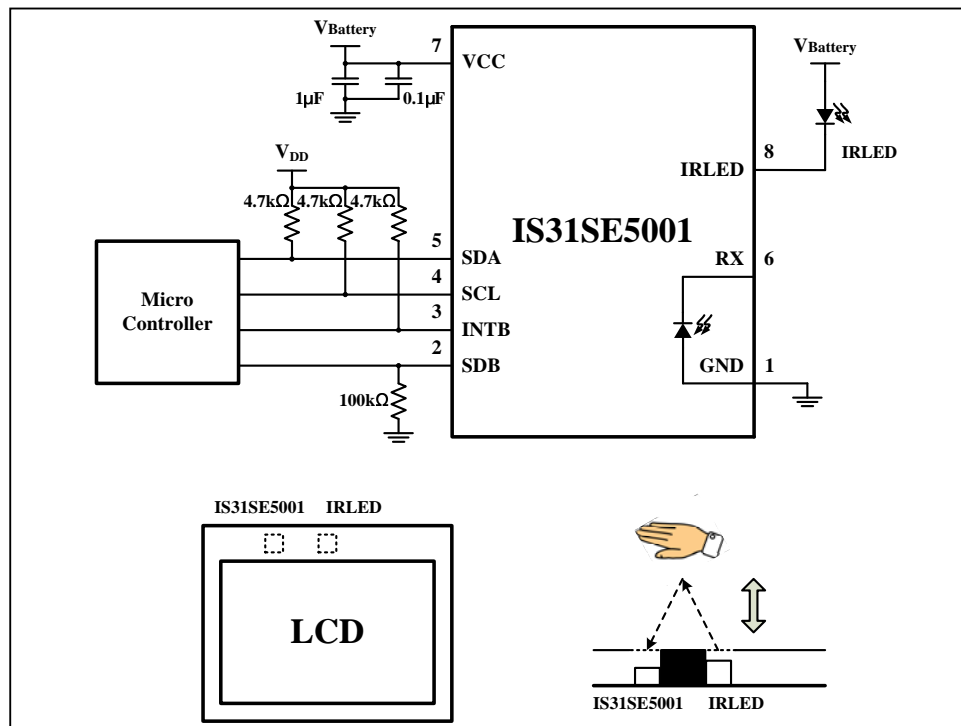 VBattery
7
VCC
1μF
0.1μF
VDD
4.7kΩ 4.7kΩ 4.7kΩ
5
SDA
4
SCL
3
INTB
2
SDB
100kΩ
Micro
Controller
IS31SE5001
VBattery
8
IRLED
IRLED
RX
6
GND
1
IS31SE5001 IRLED
LCD
IS31SE5001 IRLED